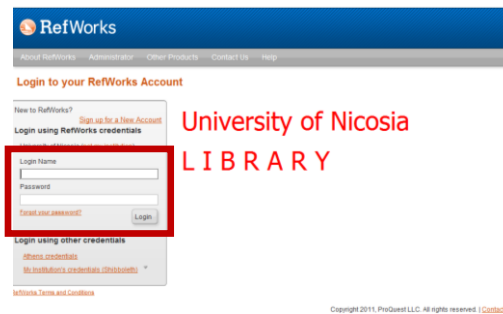 RefWorks
About RefWorks Administrator Other Products Contact Us Help
Login to your RefWorks Account
New to RefWorks?
Sign up for a New Account
Login using RefWorks credentials
University of Nicosia
L I B R A R Y
Login Name
Password
Forgot your password?
Login
Login using other credentials
Athens credentials
My institution's credentials (Shibboleth)
RefWorks Terms and Conditions
Copyright 2011, ProQuest LLC. All rights reserved. |